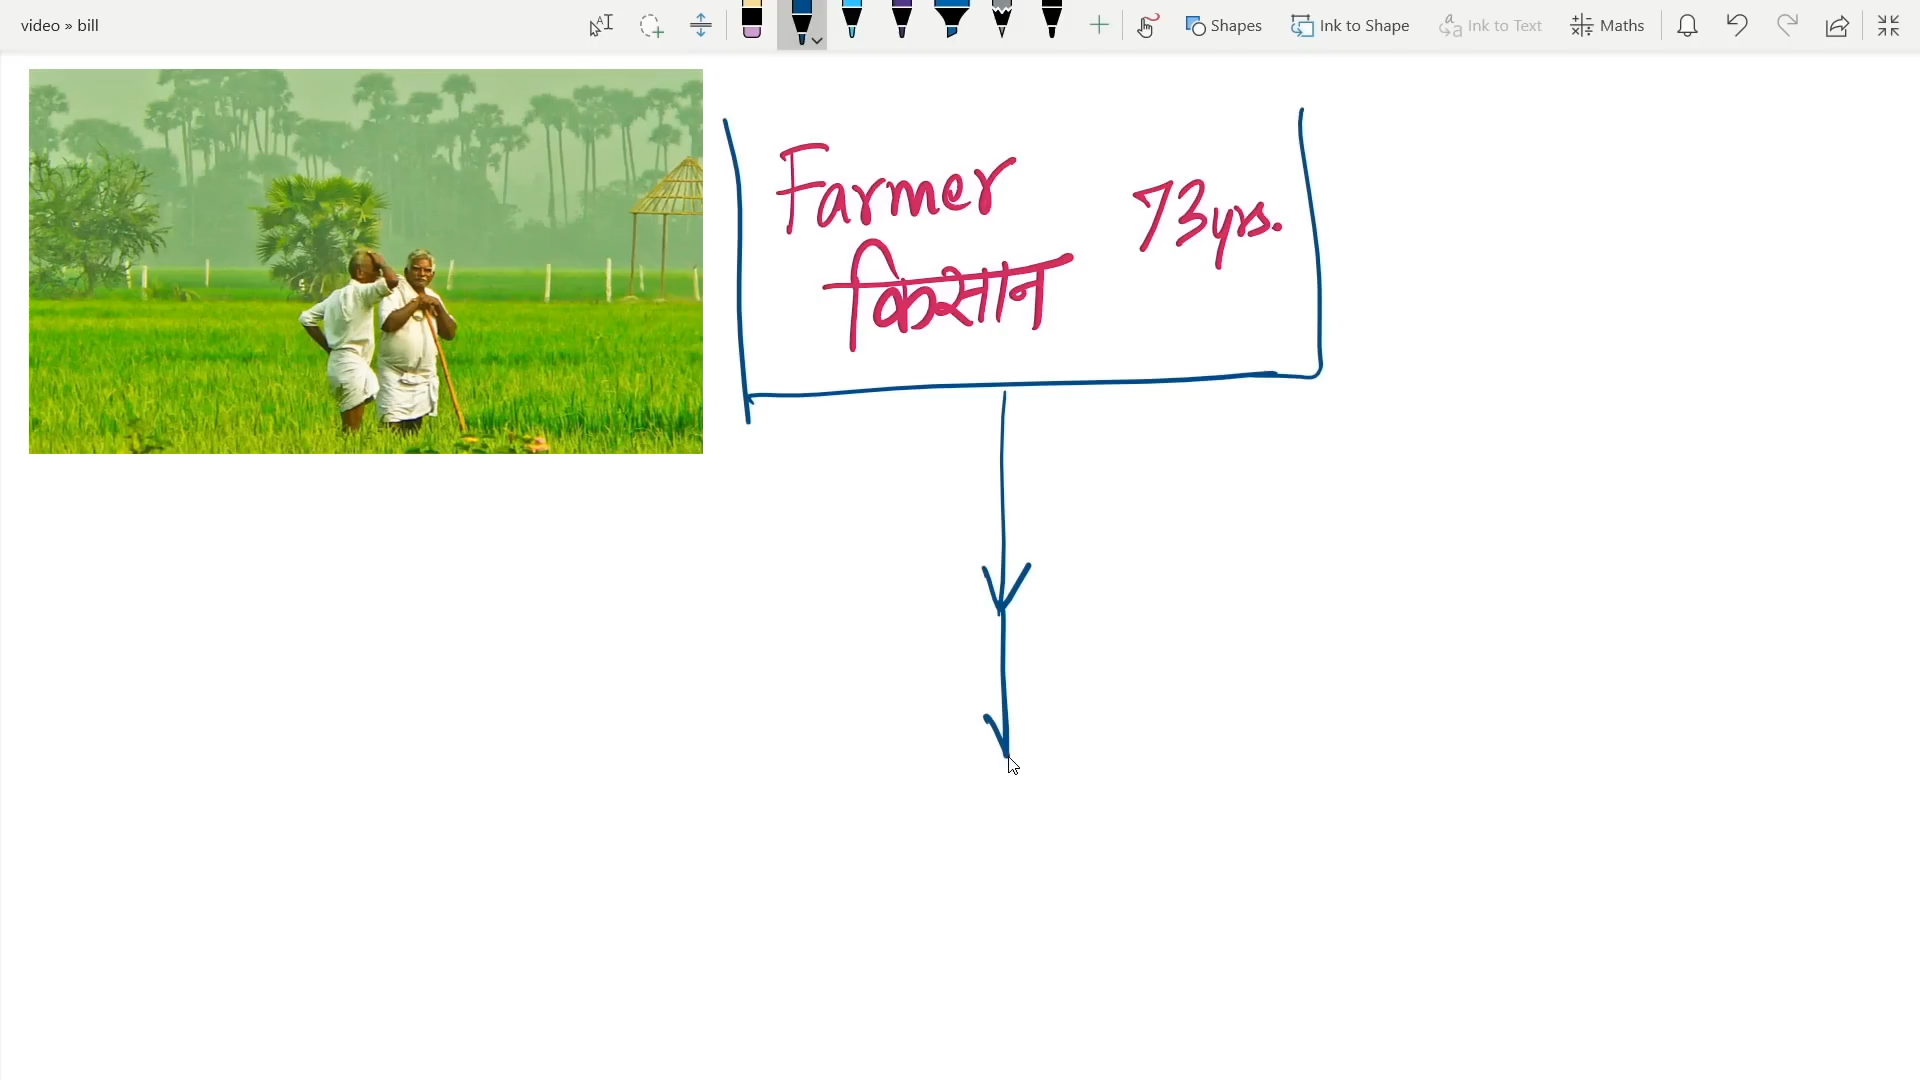 video » bill
Shapes
Ink to Shape
Ink to Text
Maths
Farmer
73yrs.
किसान